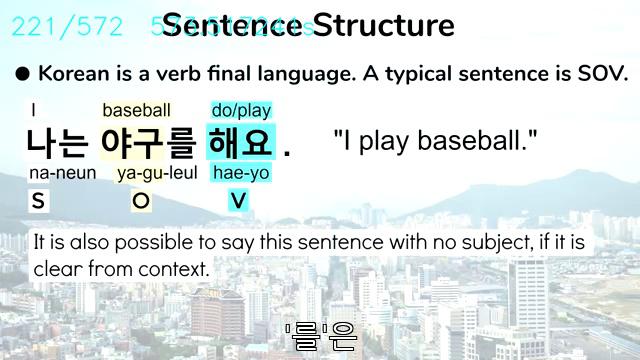 221/572
Sentence Structure
● Korean is a verb final language. A typical sentence is SOV.
I baseball do/play
나는 야구를 해요. "I play baseball."
na-neun ya-gu-leul hae-yo
S O V
It is also possible to say this sentence with no subject, if it is
clear from context.
'를'은